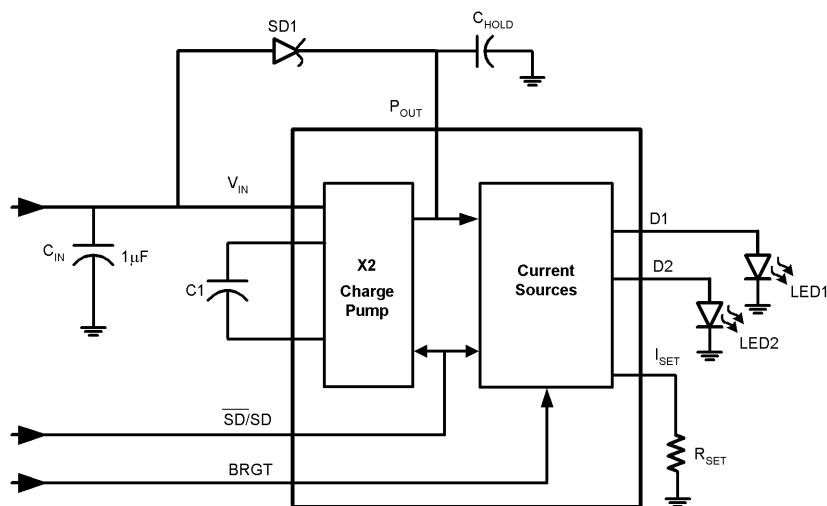 SD1
C_HOLD
P_OUT
V_IN
C_IN
1µF
C1
X2
Charge
Pump
Current
Sources
D1
D2
LED1
LED2
I_SET
S̅D̅/SD
BRGT
R_SET